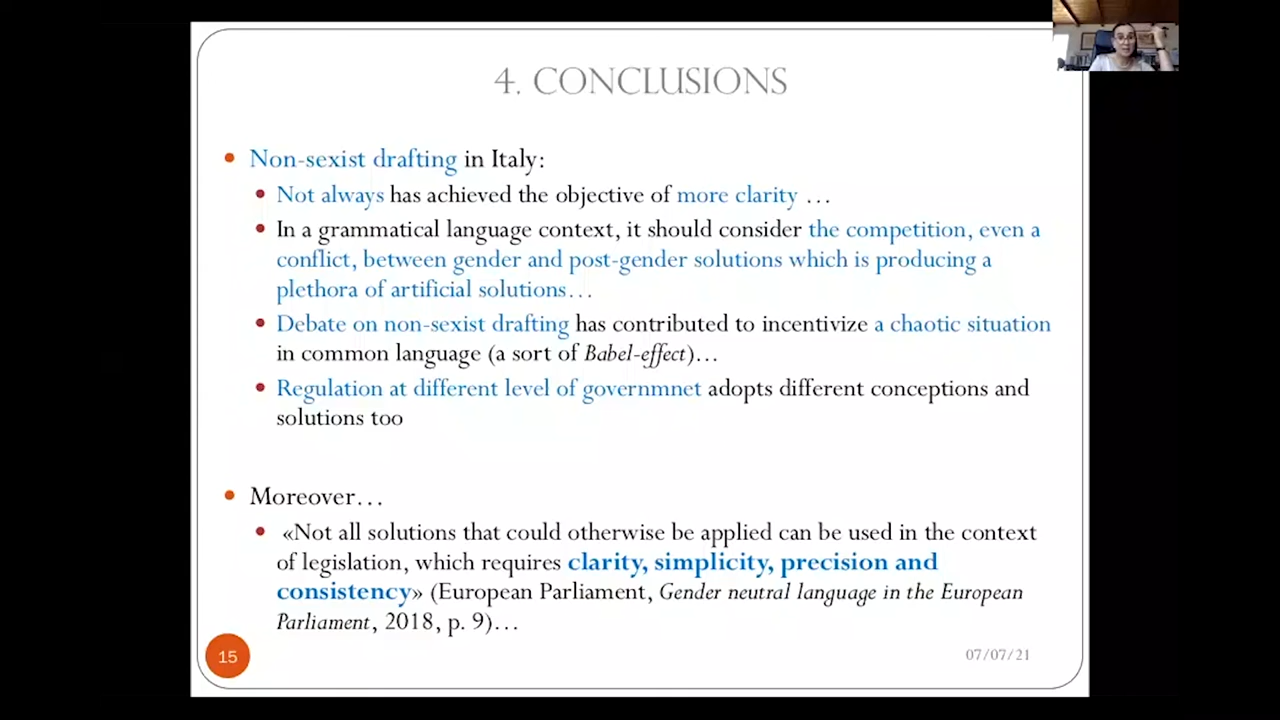 4. CONCLUSIONS
Non-sexist drafting in Italy:
Not always has achieved the objective of more clarity …
In a grammatical language context, it should consider the competition, even a
conflict, between gender and post-gender solutions which is producing a
plethora of artificial solutions…
Debate on non-sexist drafting has contributed to incentivize a chaotic situation
in common language (a sort of Babel-effect)…
Regulation at different level of governmnet adopts different conceptions and
solutions too
Moreover…
«Not all solutions that could otherwise be applied can be used in the context
of legislation, which requires clarity, simplicity, precision and
consistency» (European Parliament, Gender neutral language in the European
Parliament, 2018, p. 9)…
15
07/07/21